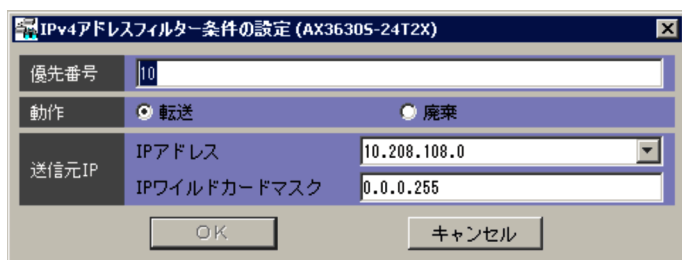 IPv4アドレスフィルター条件の設定 (AX3630S-24T2X)
優先番号 10
動作 転送 廃棄
送信元IP
IPアドレス 10.208.108.0
IPワイルドカードマスク 0.0.0.255
OK キャンセル